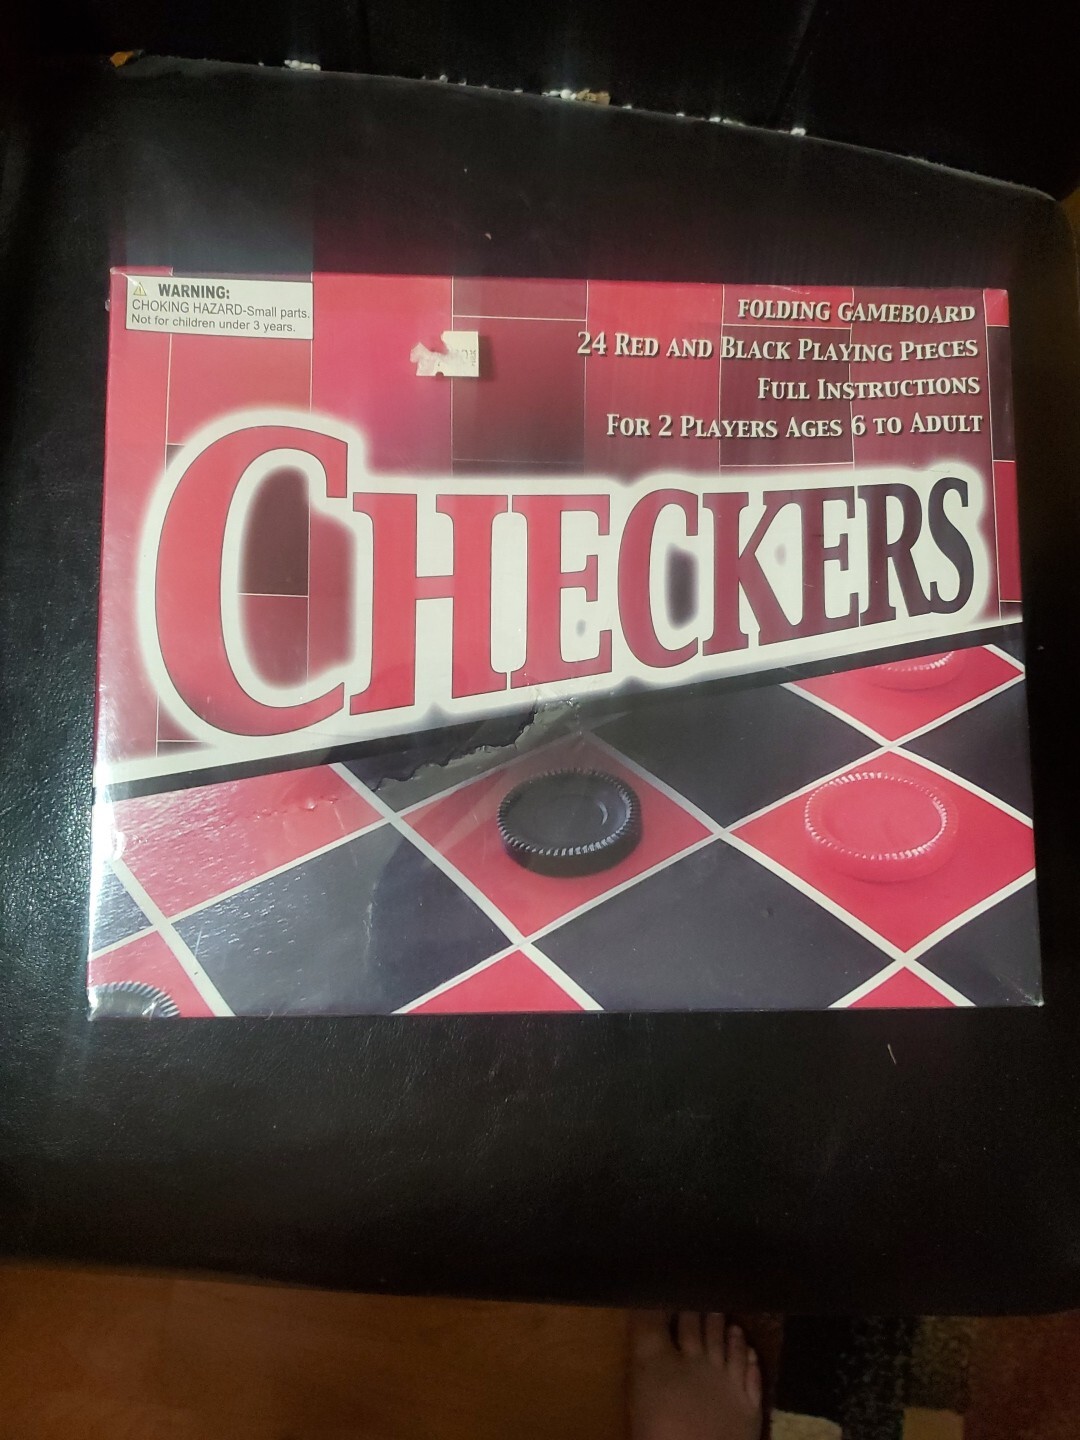 WARNING:
CHOKING HAZARD-Small parts.
Not for children under 3 years.
FOLDING GAMEBOARD
24 RED AND BLACK PLAYING PIECES
FULL INSTRUCTIONS
FOR 2 PLAYERS AGES 6 TO ADULT
CHECKERS